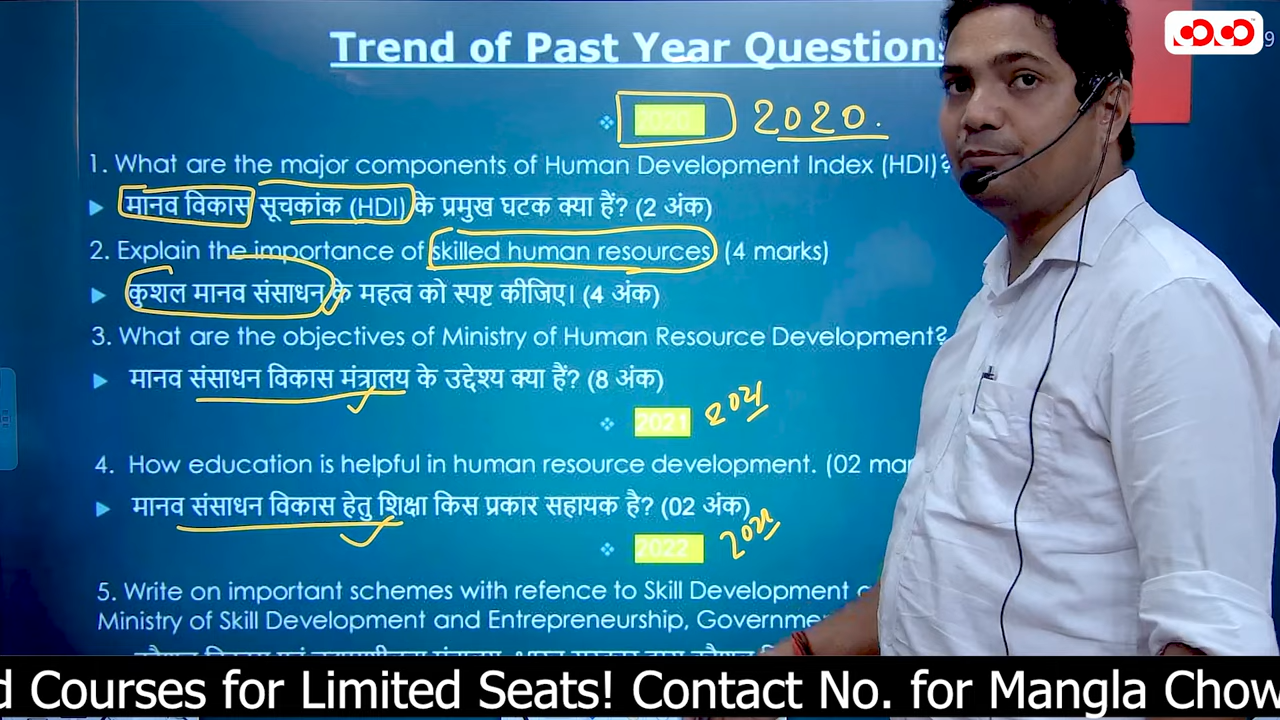 Trend of Past Year Question
❖ 2020 2020.
1. What are the major components of Human Development Index (HDI)?
► मानव विकास सूचकांक (HDI) के प्रमुख घटक क्या हैं? (2 अंक)
2. Explain the importance of skilled human resources (4 marks)
► कुशल मानव संसाधन के महत्व को स्पष्ट कीजिए। (4 अंक)
3. What are the objectives of Ministry of Human Resource Development?
► मानव संसाधन विकास मंत्रालय के उद्देश्य क्या हैं? (8 अंक)
❖ 2021 2021
4. How education is helpful in human resource development. (02 mar
► मानव संसाधन विकास हेतु शिक्षा किस प्रकार सहायक है? (02 अंक)
❖ 2022
5. Write on important schemes with refence to Skill Development
Ministry of Skill Development and Entrepreneurship, Governme
d Courses for Limited Seats! Contact No. for Mangla Chow